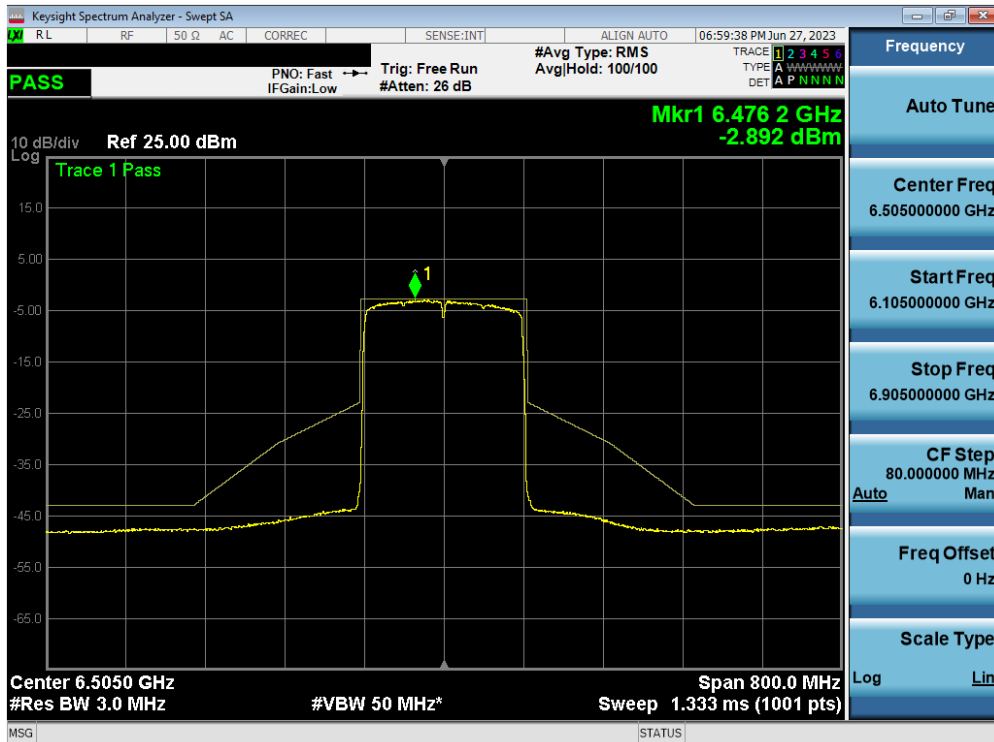 Keysight Spectrum Analyzer - Swept SA
LXI RL RF 50 Ω AC CORREC SENSE:INT ALIGN AUTO 06:59:38 PM Jun 27, 2023
PASS
PNO: Fast
IFGain:Low
Trig: Free Run
#Atten: 26 dB
#Avg Type: RMS
Avg|Hold: 100/100
TRACE 1 2 3 4 5 6
TYPE A W W W W W
DET A P N N N N
Mkr1 6.476 2 GHz
-2.892 dBm
10 dB/div Ref 25.00 dBm
Log
Trace 1 Pass
15.0
5.00
1
-5.00
-15.0
-25.0
-35.0
-45.0
-55.0
-65.0
Center 6.5050 GHz Span 800.0 MHz
#Res BW 3.0 MHz #VBW 50 MHz* Sweep 1.333 ms (1001 pts)
MSG STATUS
Frequency
Auto Tune
Center Freq
6.505000000 GHz
Start Freq
6.105000000 GHz
Stop Freq
6.905000000 GHz
CF Step
80.000000 MHz
Auto Man
Freq Offset
0 Hz
Scale Type
Log Lin